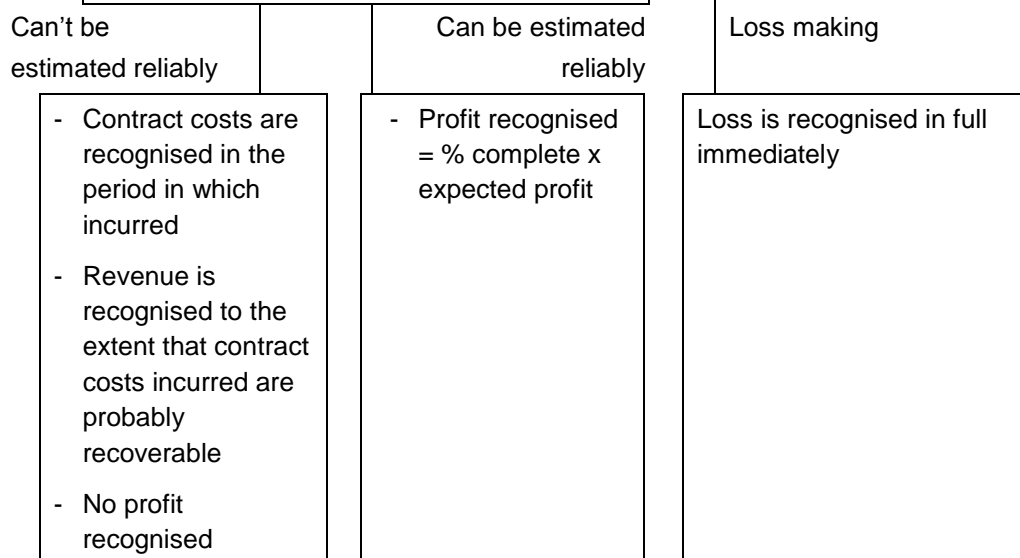 Can’t be
estimated reliably
Can be estimated
reliably
Loss making
- Contract costs are
recognised in the
period in which
incurred
- Revenue is
recognised to the
extent that contract
costs incurred are
probably
recoverable
- No profit
recognised
- Profit recognised
= % complete x
expected profit
Loss is recognised in full
immediately